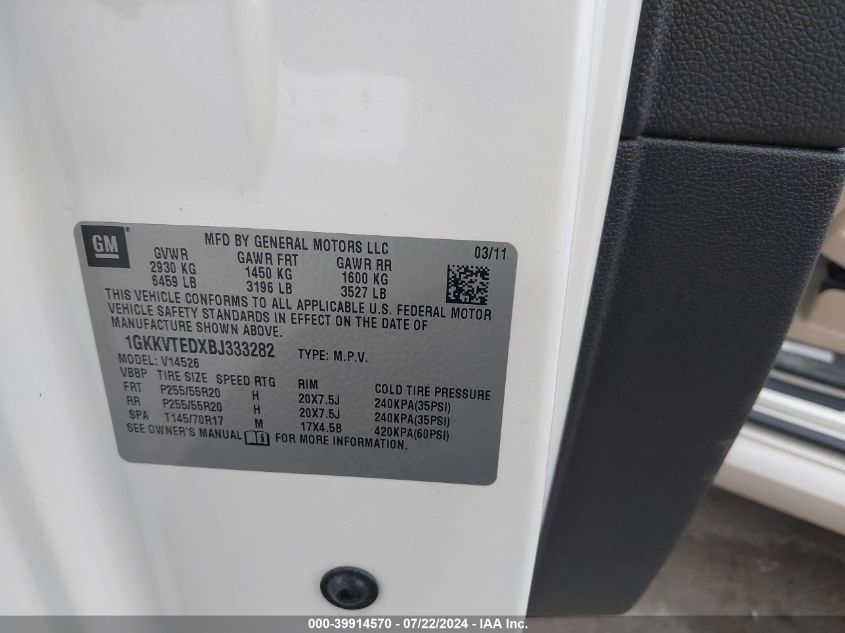 GM
MFD BY GENERAL MOTORS LLC
03/11
GVWR GAWR FRT GAWR RR
2930 KG 1450 KG 1600 KG
6459 LB 3196 LB 3527 LB
THIS VEHICLE CONFORMS TO ALL APPLICABLE U.S. FEDERAL MOTOR
VEHICLE SAFETY STANDARDS IN EFFECT ON THE DATE OF
MANUFACTURE SHOWN ABOVE.
1GKKVTEDXBJ333282 TYPE: M.P.V.
MODEL: V14526
VBBP TIRE SIZE SPEED RTG RIM COLD TIRE PRESSURE
FRT P255/55R20 H 20X7.5J 240KPA(35PSI)
RR P255/55R20 H 20X7.5J 240KPA(35PSI)
SPA T145/70R17 M 17X4.5B 420KPA(60PSI)
SEE OWNER'S MANUAL FOR MORE INFORMATION.
000-39914570 - 07/22/2024 - IAA Inc.